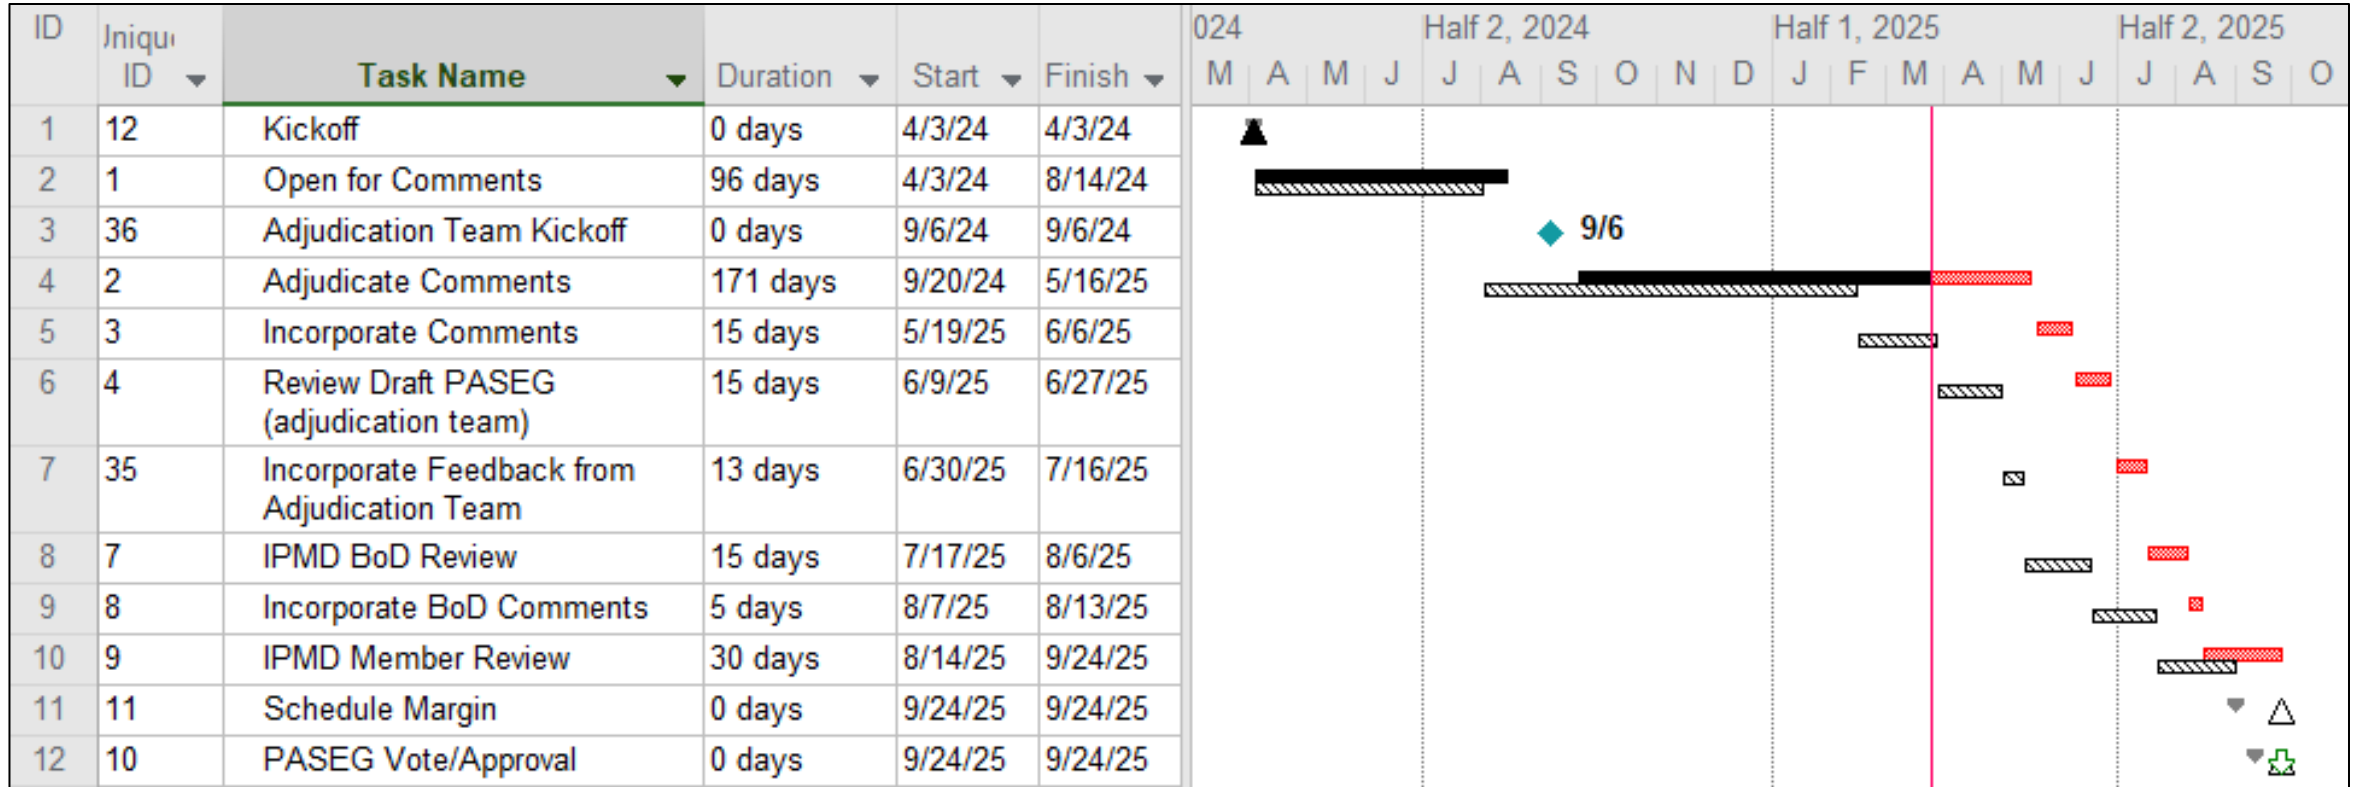 ID Unique ID Task Name Duration Start Finish
024 Half 2, 2024 Half 1, 2025 Half 2, 2025
M A M J J A S O N D J F M A M J J A S O
1 12 Kickoff 0 days 4/3/24 4/3/24
2 1 Open for Comments 96 days 4/3/24 8/14/24
3 36 Adjudication Team Kickoff 0 days 9/6/24 9/6/24 9/6
4 2 Adjudicate Comments 171 days 9/20/24 5/16/25
5 3 Incorporate Comments 15 days 5/19/25 6/6/25
6 4 Review Draft PASEG 15 days 6/9/25 6/27/25
(adjudication team)
7 35 Incorporate Feedback from 13 days 6/30/25 7/16/25
Adjudication Team
8 7 IPMD BoD Review 15 days 7/17/25 8/6/25
9 8 Incorporate BoD Comments 5 days 8/7/25 8/13/25
10 9 IPMD Member Review 30 days 8/14/25 9/24/25
11 11 Schedule Margin 0 days 9/24/25 9/24/25
12 10 PASEG Vote/Approval 0 days 9/24/25 9/24/25